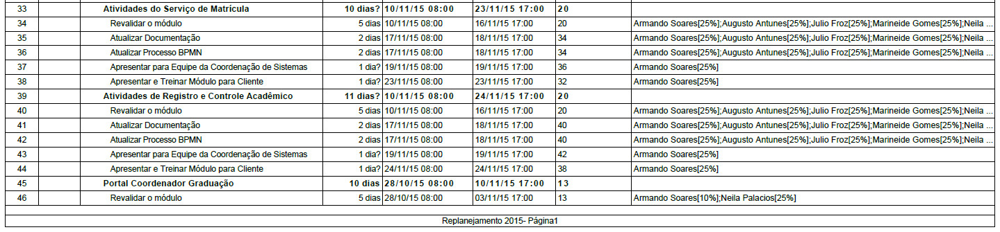 33 Atividades do Serviço de Matrícula 10 dias? 10/11/15 08:00 23/11/15 17:00 20
34 Revalidar o módulo 5 dias 10/11/15 08:00 16/11/15 17:00 20 Armando Soares[25%];Augusto Antunes[25%];Julio Froz[25%];Marineide Gomes[25%];Neila ...
35 Atualizar Documentação 2 dias 17/11/15 08:00 18/11/15 17:00 34 Armando Soares[25%];Augusto Antunes[25%];Julio Froz[25%];Marineide Gomes[25%];Neila ...
36 Atualizar Processo BPMN 2 dias 17/11/15 08:00 18/11/15 17:00 34 Armando Soares[25%];Augusto Antunes[25%];Julio Froz[25%];Marineide Gomes[25%];Neila ...
37 Apresentar para Equipe da Coordenação de Sistemas 1 dia? 19/11/15 08:00 19/11/15 17:00 36 Armando Soares[25%]
38 Apresentar e Treinar Módulo para Cliente 1 dia? 23/11/15 08:00 23/11/15 17:00 32 Armando Soares[25%]
39 Atividades de Registro e Controle Acadêmico 11 dias? 10/11/15 08:00 24/11/15 17:00 20
40 Revalidar o módulo 5 dias 10/11/15 08:00 16/11/15 17:00 20 Armando Soares[25%];Augusto Antunes[25%];Julio Froz[25%];Marineide Gomes[25%];Neila ...
41 Atualizar Documentação 2 dias 17/11/15 08:00 18/11/15 17:00 40 Armando Soares[25%];Augusto Antunes[25%];Julio Froz[25%];Marineide Gomes[25%];Neila ...
42 Atualizar Processo BPMN 2 dias 17/11/15 08:00 18/11/15 17:00 40 Armando Soares[25%];Augusto Antunes[25%];Julio Froz[25%];Marineide Gomes[25%];Neila ...
43 Apresentar para Equipe da Coordenação de Sistemas 1 dia? 19/11/15 08:00 19/11/15 17:00 42 Armando Soares[25%]
44 Apresentar e Treinar Módulo para Cliente 1 dia? 24/11/15 08:00 24/11/15 17:00 38 Armando Soares[25%]
45 Portal Coordenador Graduação 10 dias 28/10/15 08:00 10/11/15 17:00 13
46 Revalidar o módulo 5 dias 28/10/15 08:00 03/11/15 17:00 13 Armando Soares[10%];Neila Palacios[25%]
Replanejamento 2015- Página1